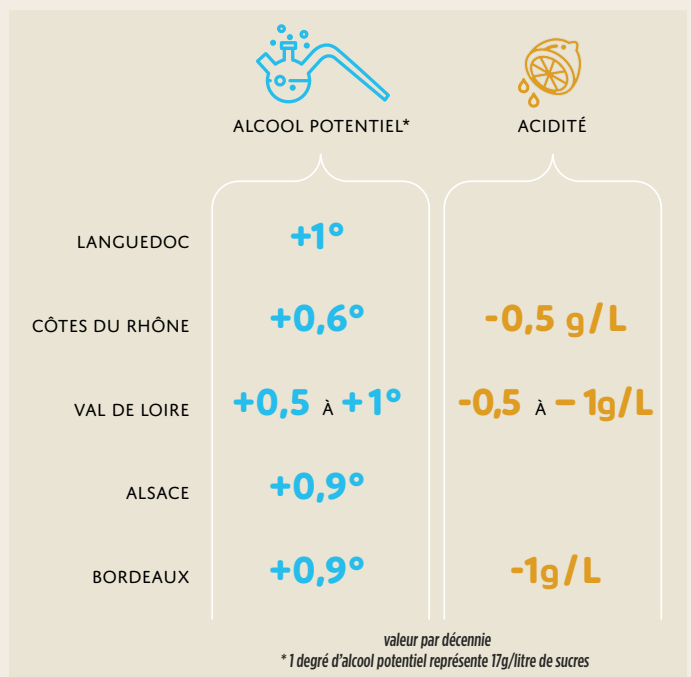 ALCOOL POTENTIEL* ACIDITÉ
LANGUEDOC +1°
CÔTES DU RHÔNE +0,6° -0,5 g/L
VAL DE LOIRE +0,5 À +1° -0,5 À – 1g/L
ALSACE +0,9°
BORDEAUX +0,9° -1g/L
valeur par décennie
* 1 degré d'alcool potentiel représente 17g/litre de sucres